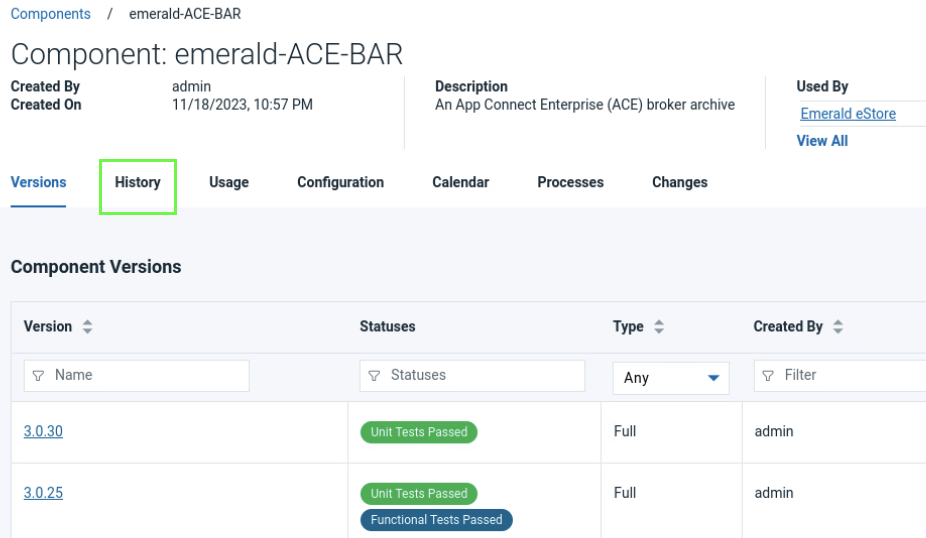 Components / emerald-ACE-BAR
Component: emerald-ACE-BAR
Created By admin
Created On 11/18/2023, 10:57 PM
Description
An App Connect Enterprise (ACE) broker archive
Used By
Emerald eStore
View All
Versions History Usage Configuration Calendar Processes Changes
Component Versions
Version Statuses Type Created By
Name Statuses Any Filter
3.0.30 Unit Tests Passed Full admin
3.0.25 Unit Tests Passed Full admin
Functional Tests Passed